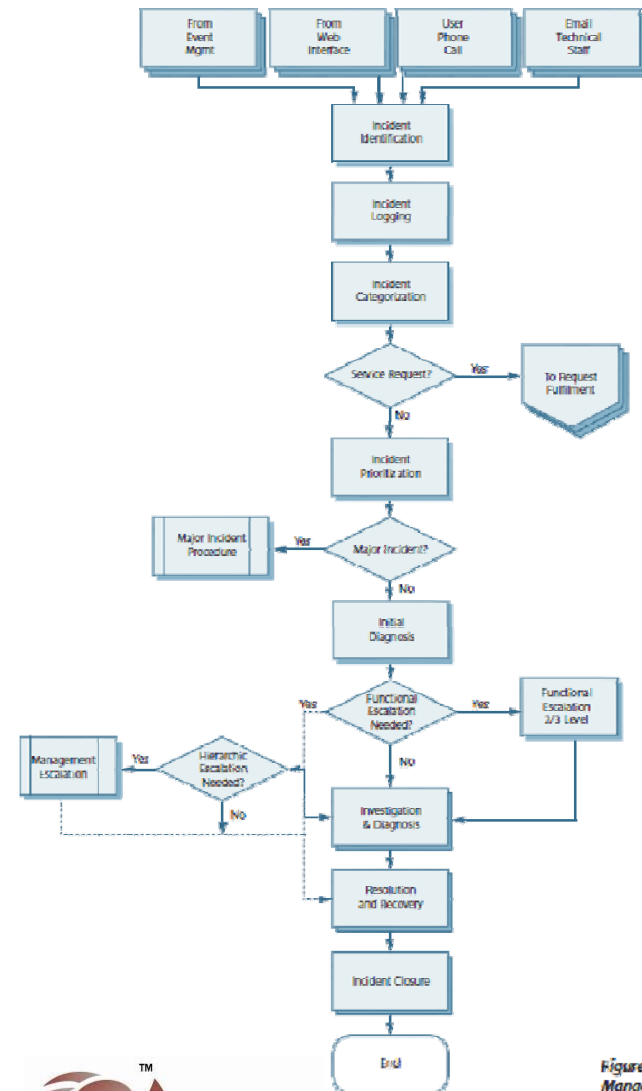 From
Event
Mgmt
From
Web
Interface
User
Phone
Call
Email
Technical
Staff
Incident
Identification
Incident
Logging
Incident
Categorization
Service Request?
Yes
To Request
Fulfilment
No
Incident
Prioritization
Major Incident
Procedure
Yes
Major Incident?
No
Initial
Diagnosis
Yes
Functional
Escalation
Needed?
Yes
Functional
Escalation
2/3 Level
Management
Escalation
Yes
Hierarchic
Escalation
Needed?
No
No
Investigation
& Diagnosis
Resolution
and Recovery
Incident Closure
End
TM
Figure